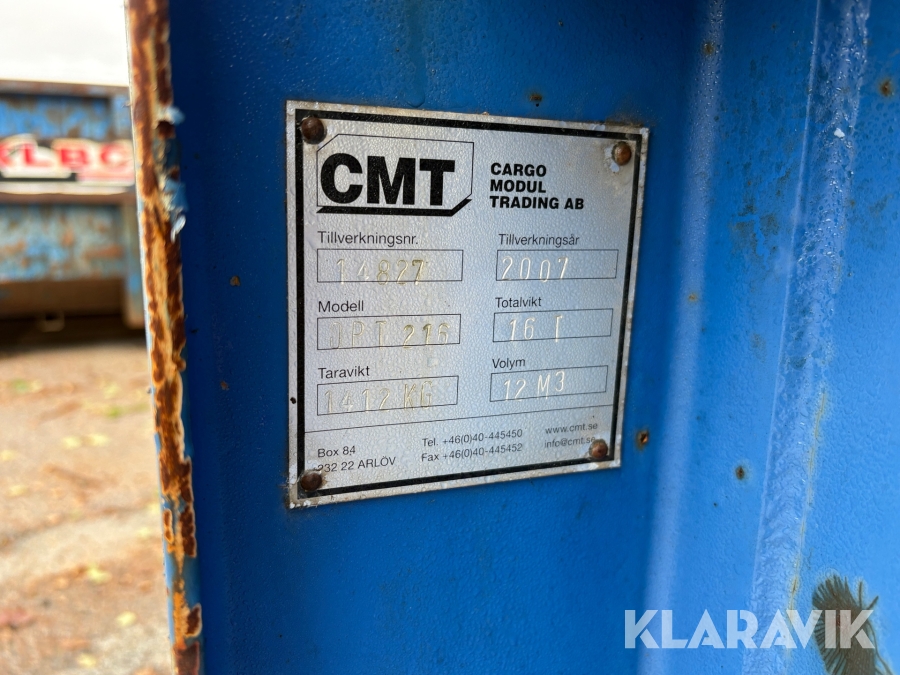 CMT
CARGO
MODUL
TRADING AB
Tillverkningsnr.
14827
Tillverkningsår
2007
Modell
216
Totalvikt
16 T
Taravikt
1412 KG
Volym
12 M3
Box 84
232 22 ARLÖV
Tel. +46(0)40-445450
Fax +46(0)40-445452
www.cmt.se
info@cmt.se
KLARAVIK